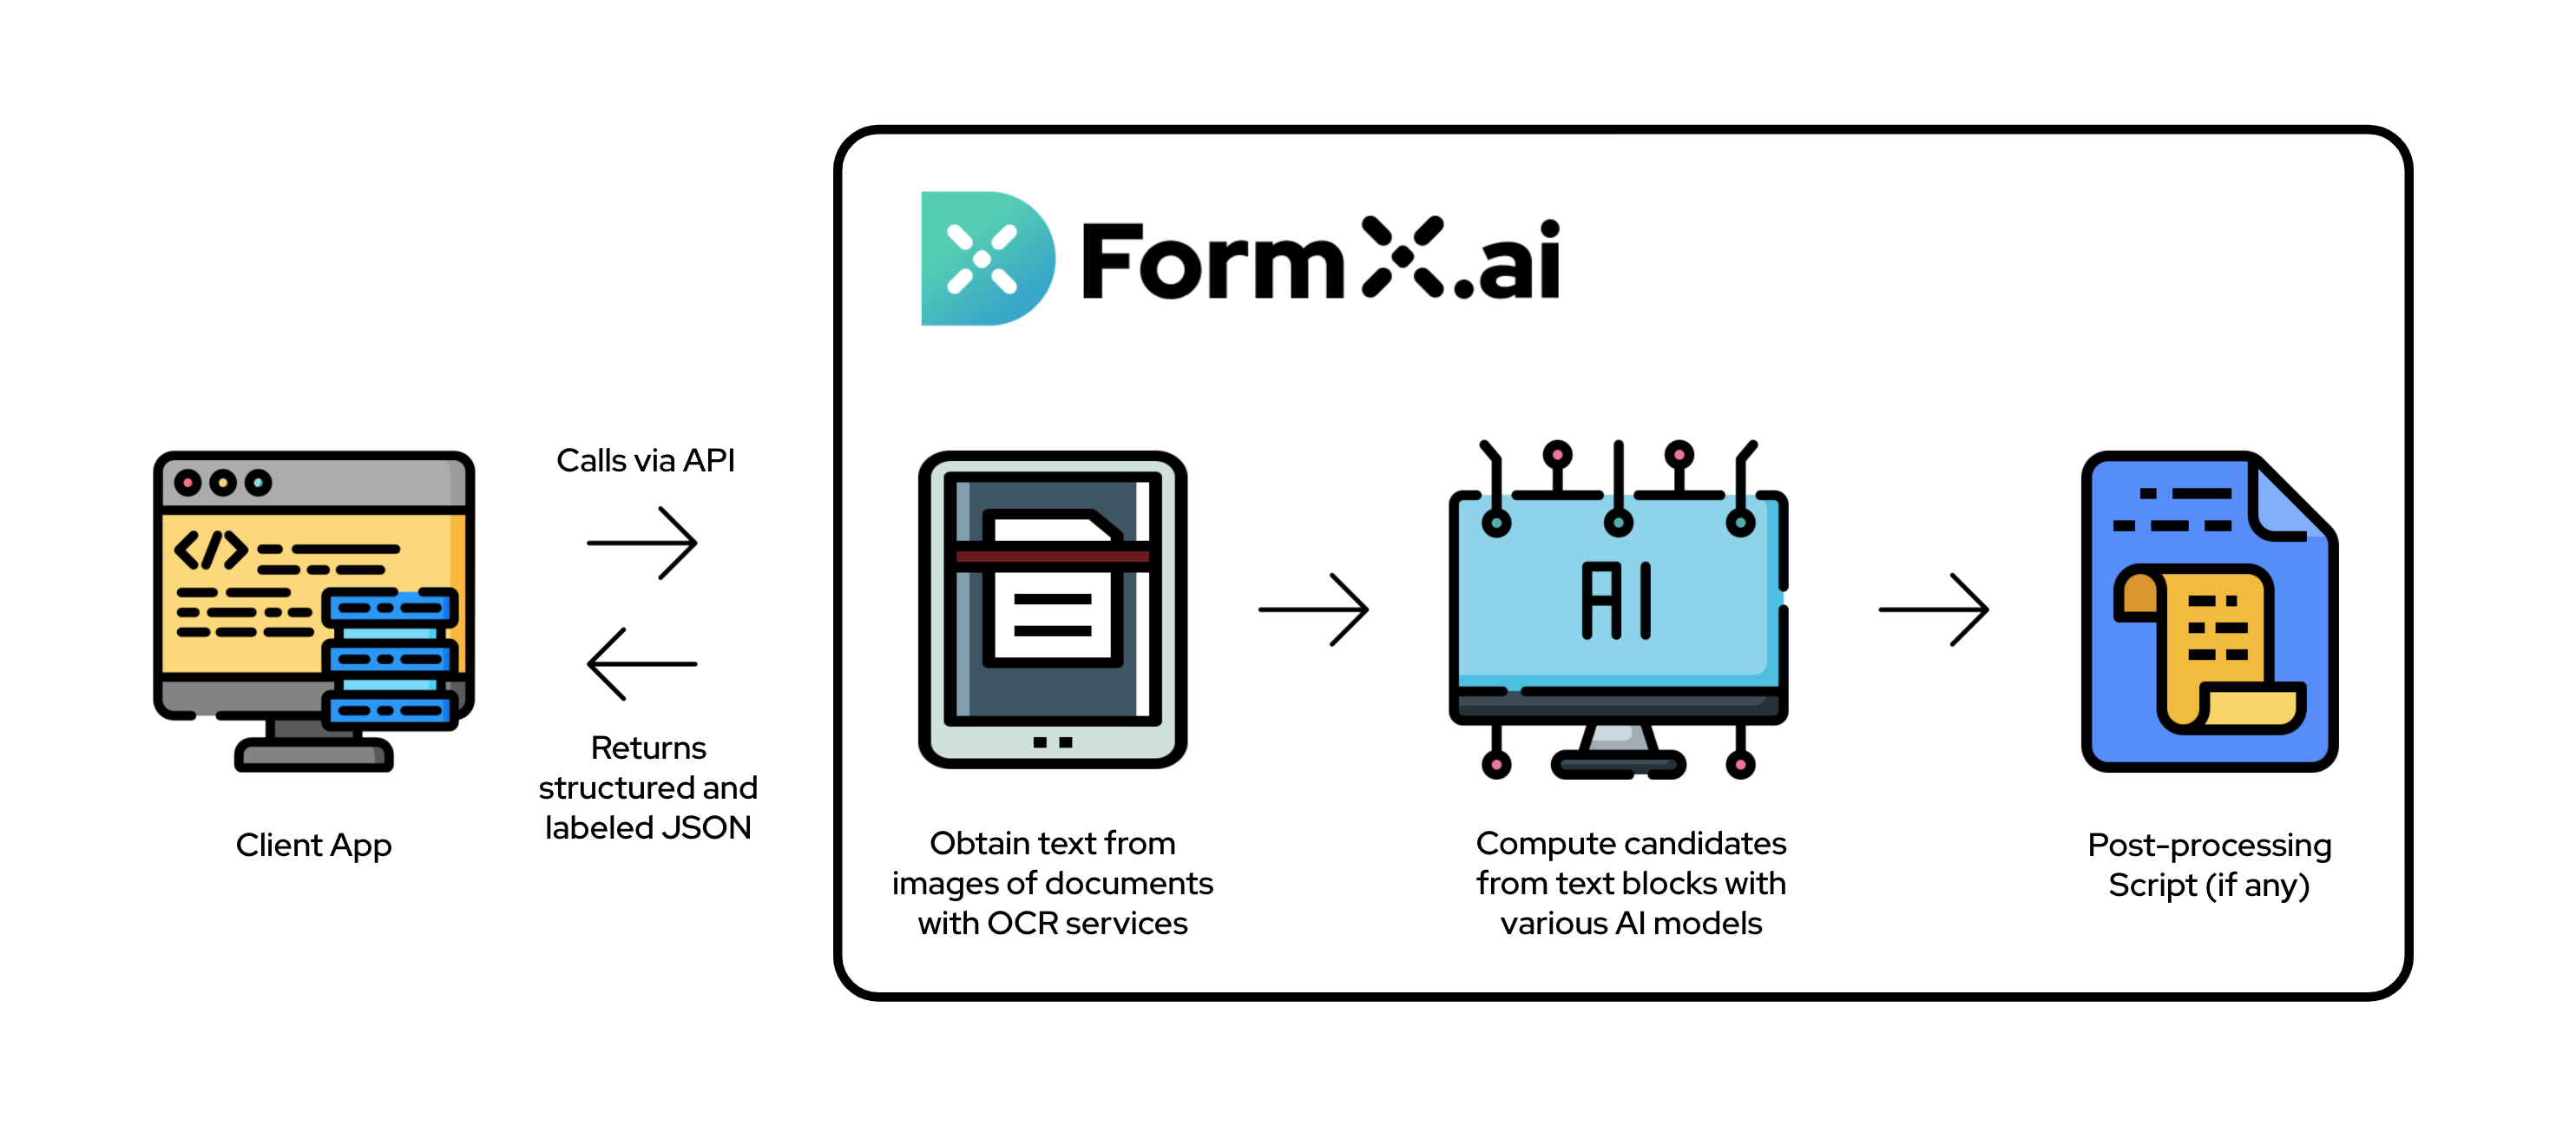 FormX.ai
Calls via API
Returns
structured and
labeled JSON
Client App
Obtain text from
images of documents
with OCR services
AI
Compute candidates
from text blocks with
various AI models
Post-processing
Script (if any)